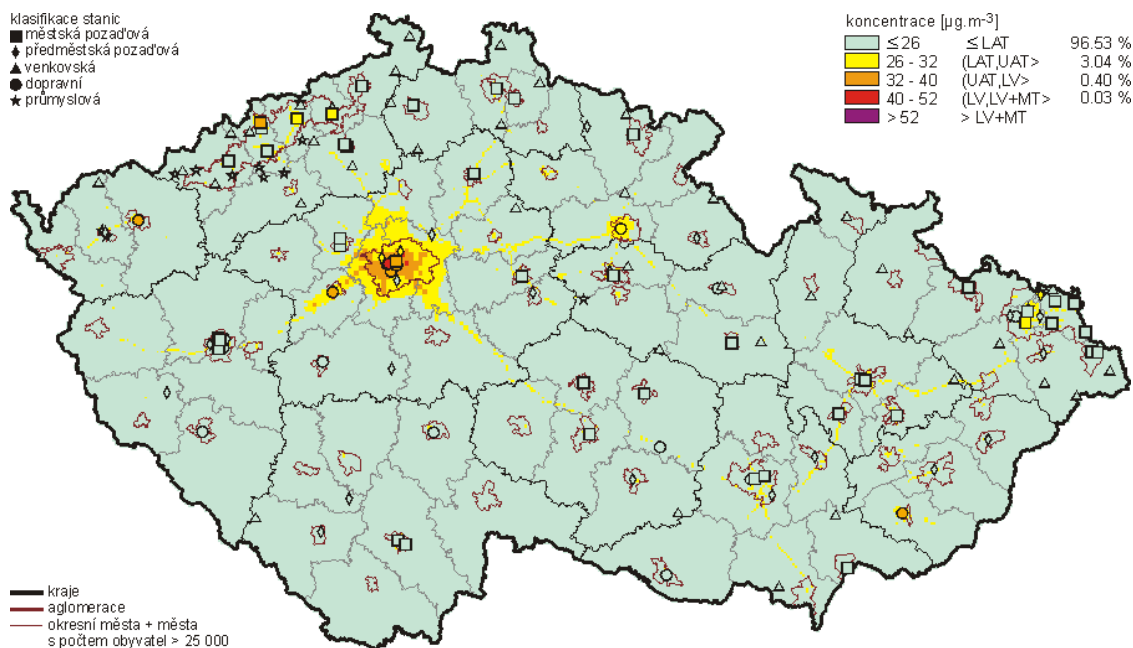 klasifikace stanic
městská pozaďová
předměstská pozaďová
venkovská
dopravní
průmyslová
koncentrace [µg.m⁻³]
≤ 26 ≤ LAT 96.53 %
26 - 32 (LAT,UAT> 3.04 %
32 - 40 (UAT,LV> 0.40 %
40 - 52 (LV,LV+MT> 0.03 %
> 52 > LV+MT
kraje
aglomerace
okresní města + města
s počtem obyvatel > 25 000